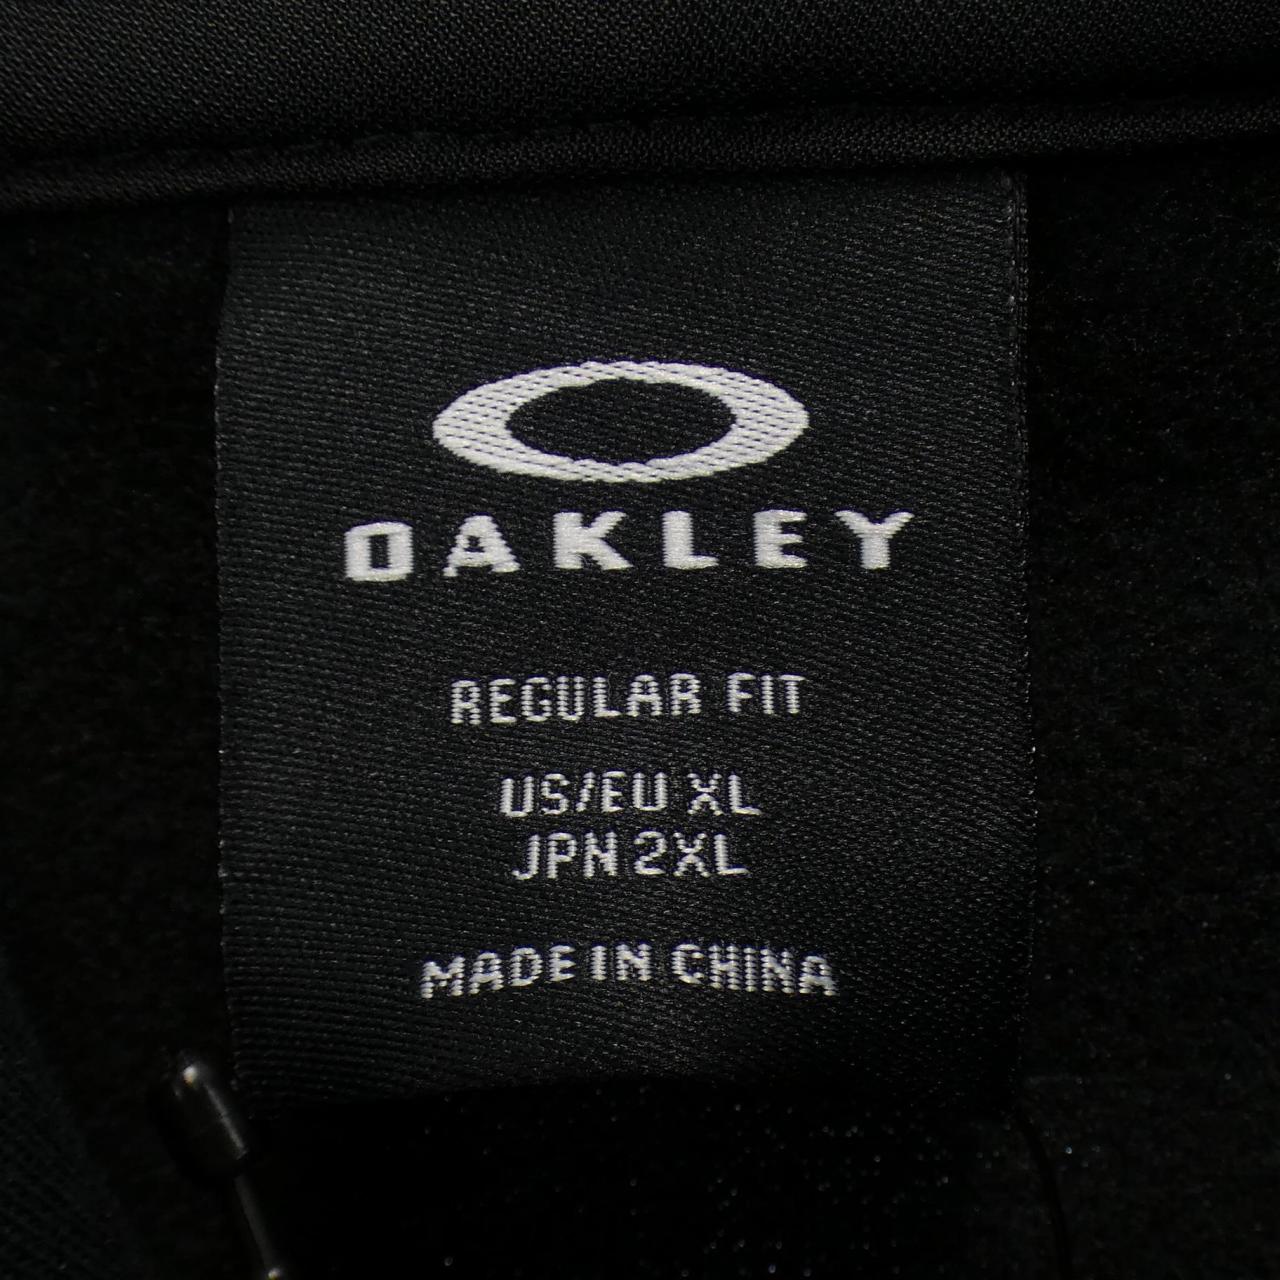 OAKLEY
REGULAR FIT
US/EU XL
JPN 2XL
MADE IN CHINA